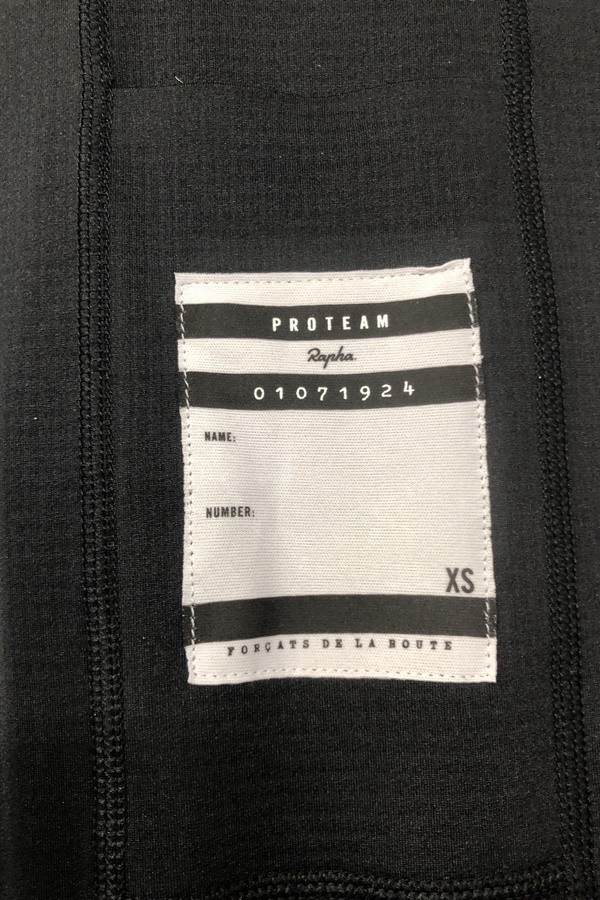 PROTEAM
Rapha.
01071924
NAME:
NUMBER:
XS
FORÇATS DE LA ROUTE